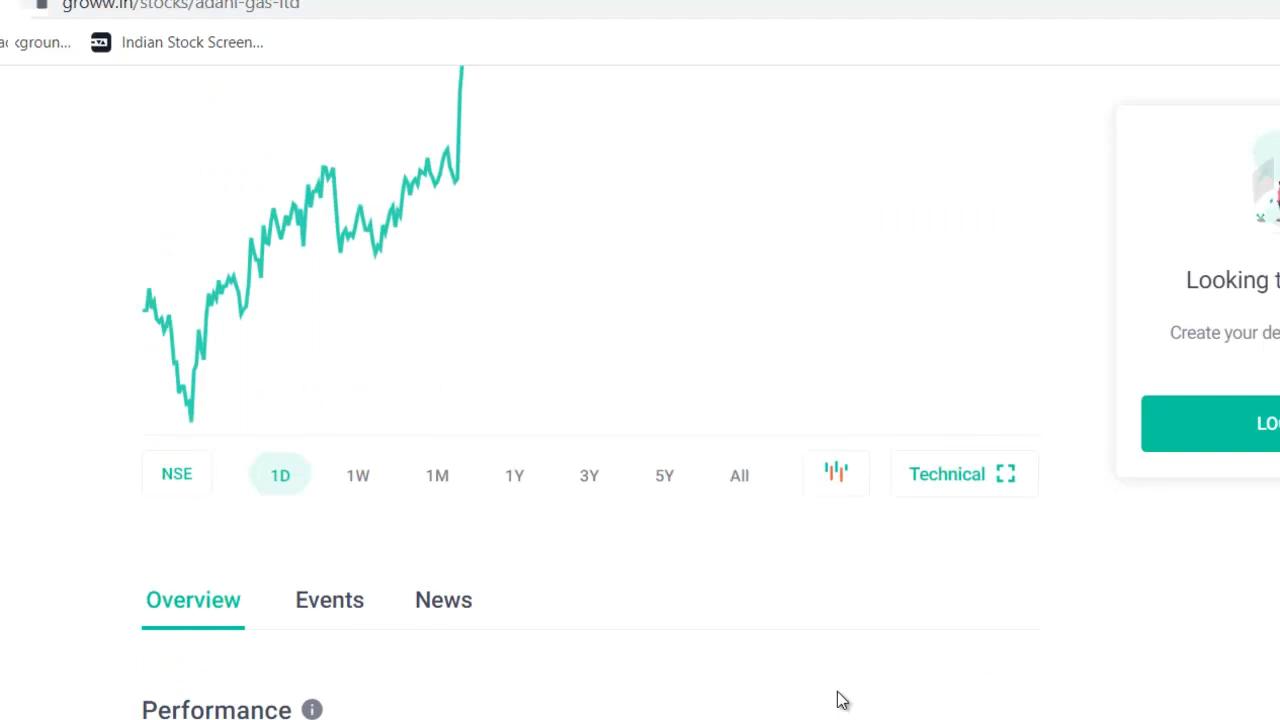 groww.in/stocks/adani-gas-ltd
kgroun... Indian Stock Screen...
Looking
Create your de
LO
NSE 1D 1W 1M 1Y 3Y 5Y All Technical
Overview Events News
Performance